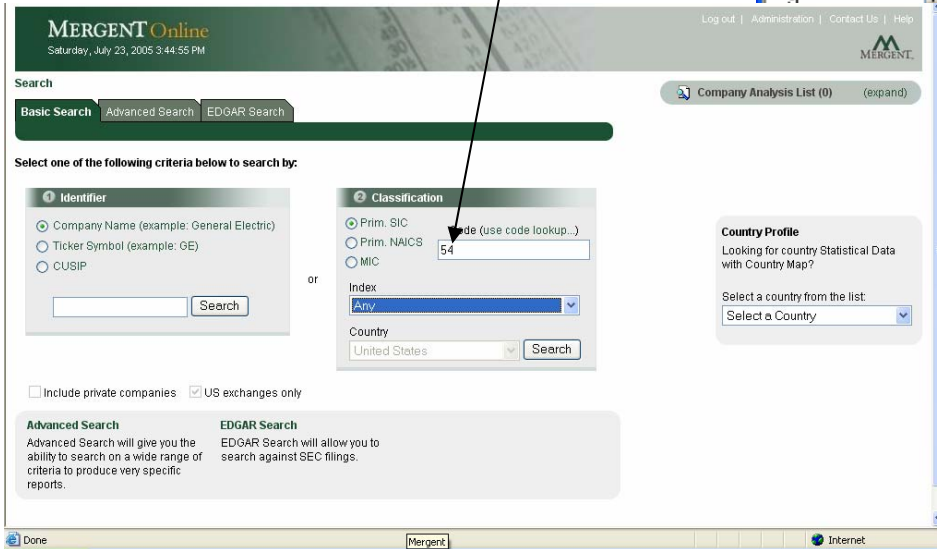 Log out | Administration | Contact Us | Help
MERGENT Online
Saturday, July 23, 2005 3:44:55 PM
MERGENT.
Search
Company Analysis List (0) (expand)
Basic Search Advanced Search EDGAR Search
Select one of the following criteria below to search by:
1 Identifier
Company Name (example: General Electric)
Ticker Symbol (example: GE)
CUSIP
Search
or
2 Classification
Prim. SIC
Prim. NAICS
MIC
(use code lookup...)
54
Index
Any
Country
United States Search
Country Profile
Looking for country Statistical Data
with Country Map?
Select a country from the list:
Select a Country
Include private companies US exchanges only
Advanced Search
Advanced Search will give you the
ability to search on a wide range of
criteria to produce very specific
reports.
EDGAR Search
EDGAR Search will allow you to
search against SEC filings.
Done
Mergent
Internet